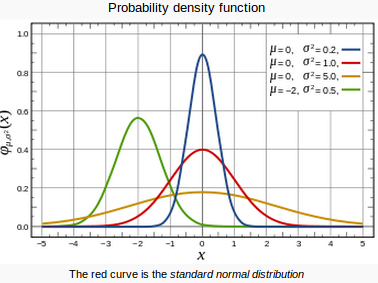 Probability density function
φμ,σ²(x)
1.0
0.8
0.6
0.4
0.2
0.0
μ=0, σ²=0.2,
μ=0, σ²=1.0,
μ=0, σ²=5.0,
μ=−2, σ²=0.5,
−5 −4 −3 −2 −1 0 1 2 3 4 5
x
The red curve is the standard normal distribution